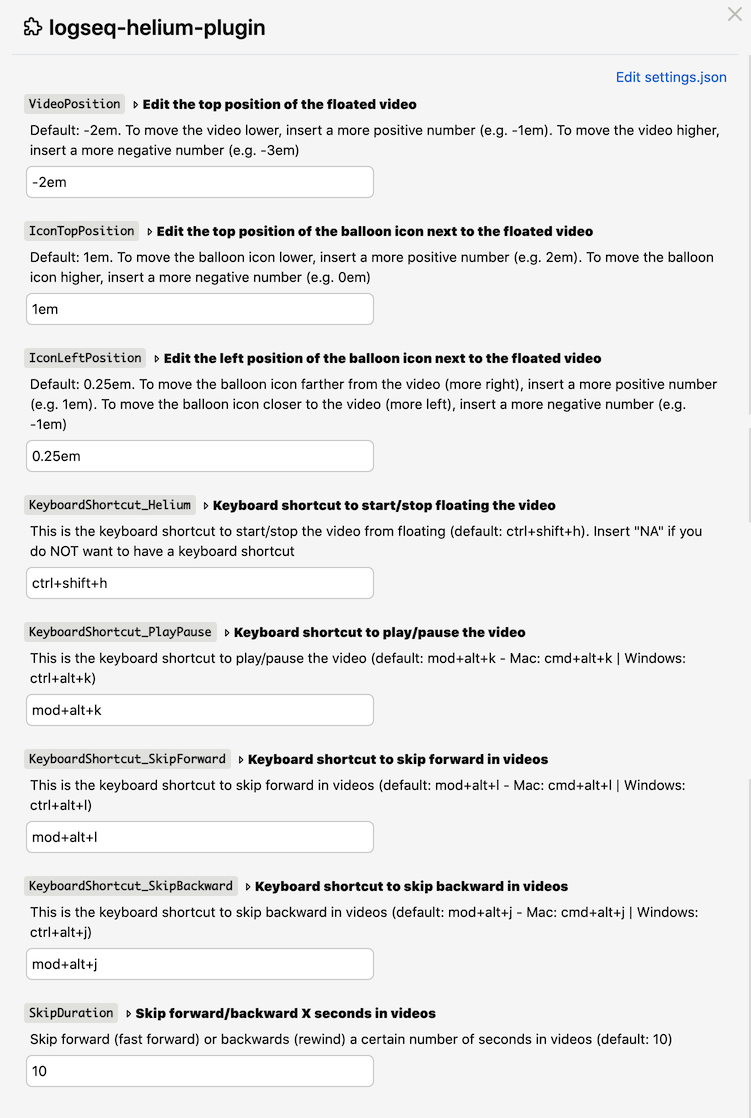 logseq-helium-plugin
Edit settings.json
VideoPosition ▹ Edit the top position of the floated video
Default: -2em. To move the video lower, insert a more positive number (e.g. -1em). To move the video higher,
insert a more negative number (e.g. -3em)
-2em
IconTopPosition ▹ Edit the top position of the balloon icon next to the floated video
Default: 1em. To move the balloon icon lower, insert a more positive number (e.g. 2em). To move the balloon
icon higher, insert a more negative number (e.g. 0em)
1em
IconLeftPosition ▹ Edit the left position of the balloon icon next to the floated video
Default: 0.25em. To move the balloon icon farther from the video (more right), insert a more positive number
(e.g. 1em). To move the balloon icon closer to the video (more left), insert a more negative number (e.g.
-1em)
0.25em
KeyboardShortcut_Helium ▹ Keyboard shortcut to start/stop floating the video
This is the keyboard shortcut to start/stop the video from floating (default: ctrl+shift+h). Insert "NA" if you
do NOT want to have a keyboard shortcut
ctrl+shift+h
KeyboardShortcut_PlayPause ▹ Keyboard shortcut to play/pause the video
This is the keyboard shortcut to play/pause the video (default: mod+alt+k - Mac: cmd+alt+k | Windows:
ctrl+alt+k)
mod+alt+k
KeyboardShortcut_SkipForward ▹ Keyboard shortcut to skip forward in videos
This is the keyboard shortcut to skip forward in videos (default: mod+alt+l - Mac: cmd+alt+l | Windows:
ctrl+alt+l)
mod+alt+l
KeyboardShortcut_SkipBackward ▹ Keyboard shortcut to skip backward in videos
This is the keyboard shortcut to skip backward in videos (default: mod+alt+j - Mac: cmd+alt+j | Windows:
ctrl+alt+j)
mod+alt+j
SkipDuration ▹ Skip forward/backward X seconds in videos
Skip forward (fast forward) or backwards (rewind) a certain number of seconds in videos (default: 10)
10